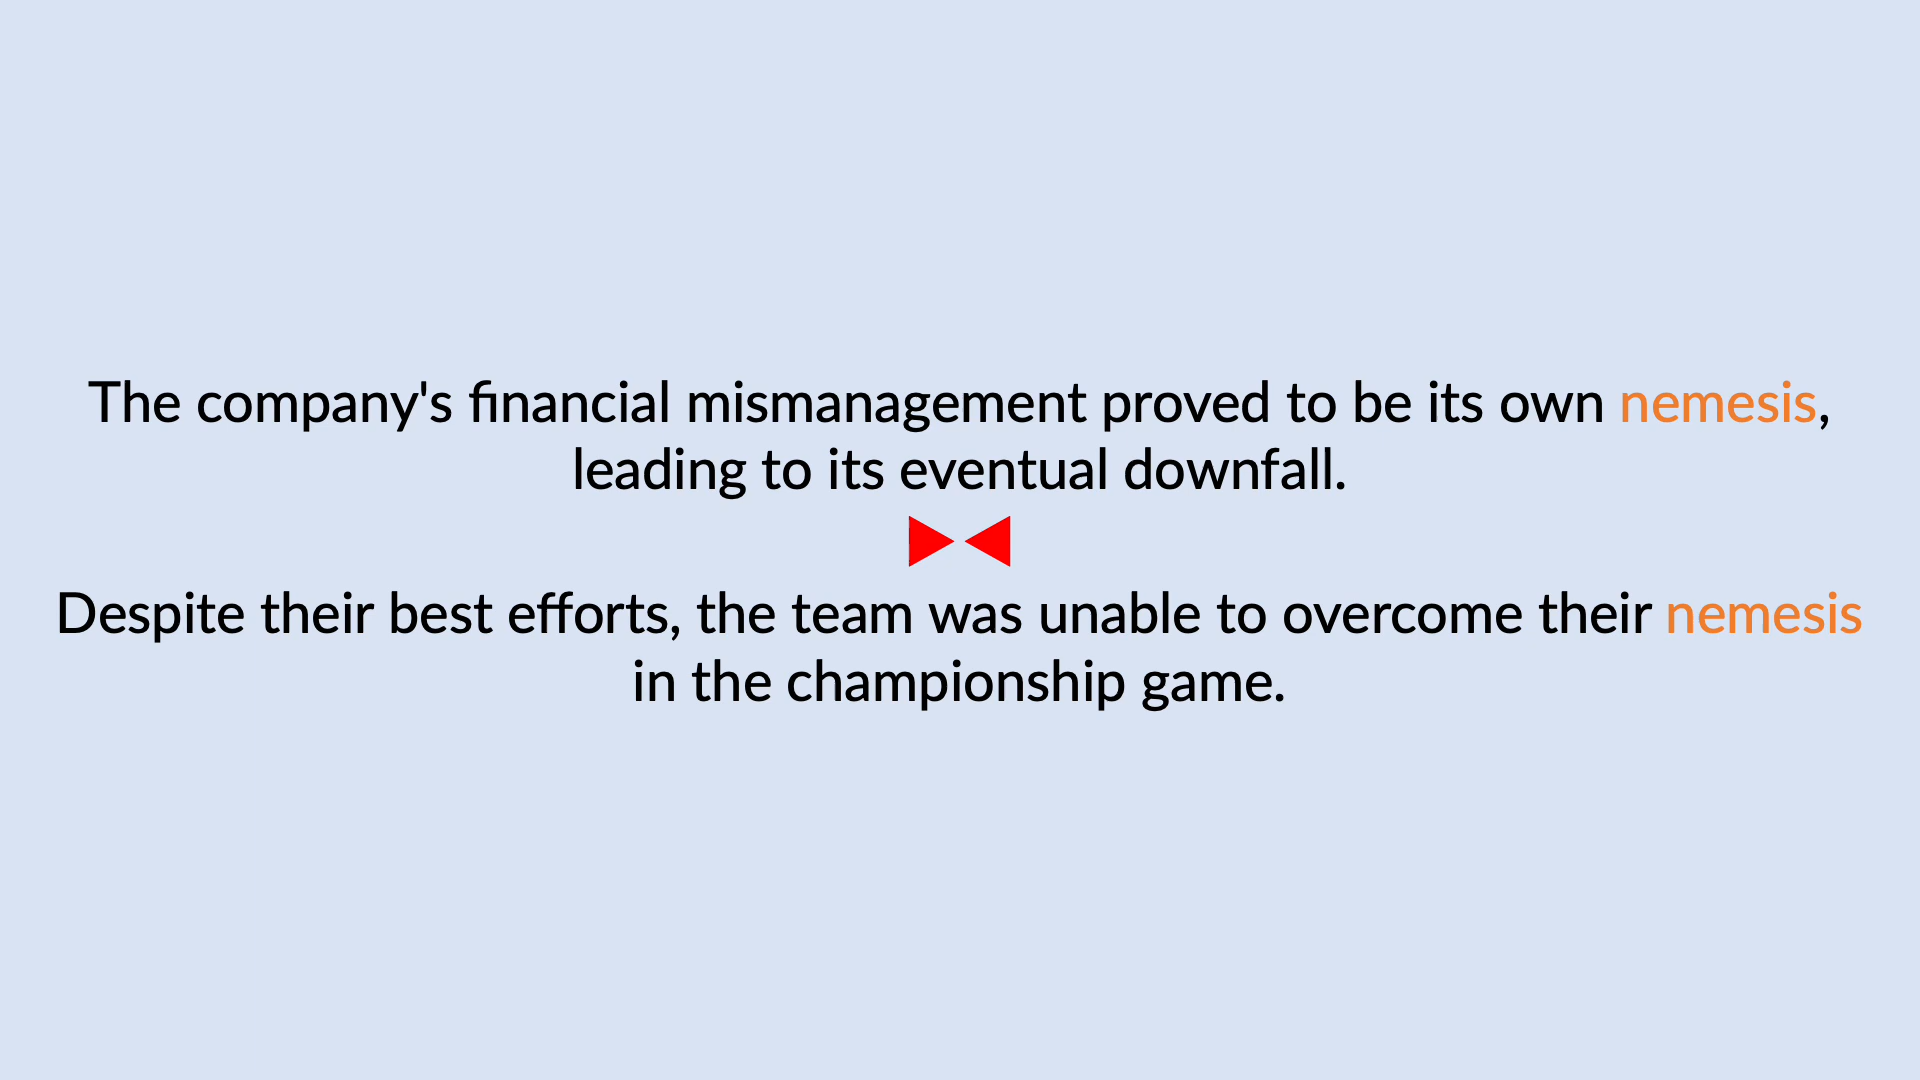 The company's financial mismanagement proved to be its own nemesis,
leading to its eventual downfall.
Despite their best efforts, the team was unable to overcome their nemesis
in the championship game.